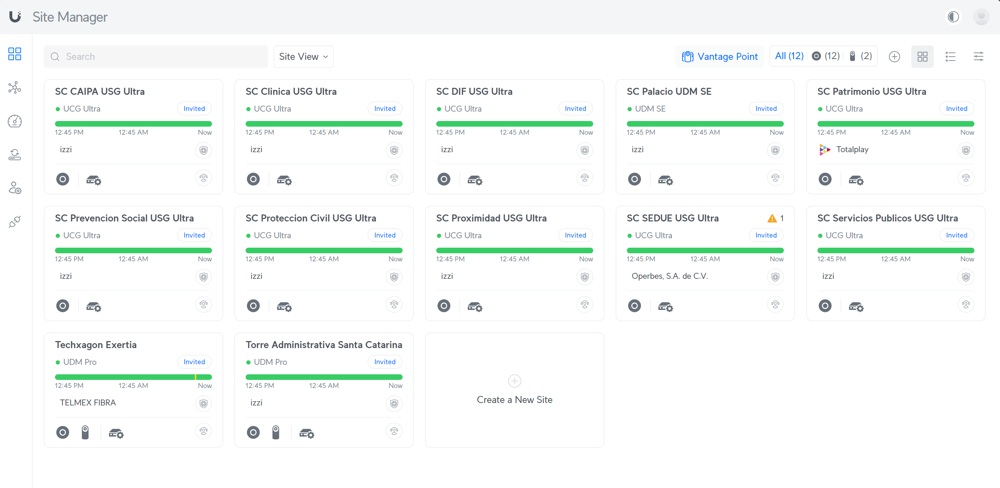 Site Manager
Search
Site View
Vantage Point
All (12)
(12)
(2)
SC CAIPA USG Ultra
UCG Ultra
Invited
12:45 PM 12:45 AM Now
izzi
SC Clinica USG Ultra
UCG Ultra
Invited
12:45 PM 12:45 AM Now
izzi
SC DIF USG Ultra
UCG Ultra
Invited
12:45 PM 12:45 AM Now
izzi
SC Palacio UDM SE
UDM SE
Invited
12:45 PM 12:45 AM Now
izzi
SC Patrimonio USG Ultra
UCG Ultra
Invited
12:45 PM 12:45 AM Now
Totalplay
SC Prevencion Social USG Ultra
UCG Ultra
Invited
12:45 PM 12:45 AM Now
izzi
SC Proteccion Civil USG Ultra
UCG Ultra
Invited
12:45 PM 12:45 AM Now
izzi
SC Proximidad USG Ultra
UCG Ultra
Invited
12:45 PM 12:45 AM Now
izzi
SC SEDUE USG Ultra
1
UCG Ultra
Invited
12:45 PM 12:45 AM Now
Operbes, S.A. de C.V.
SC Servicios Publicos USG Ultra
UCG Ultra
Invited
12:45 PM 12:45 AM Now
izzi
Techxagon Exertia
UDM Pro
Invited
12:45 PM 12:45 AM Now
TELMEX FIBRA
Torre Administrativa Santa Catarina
UDM Pro
Invited
12:45 PM 12:45 AM Now
izzi
Create a New Site